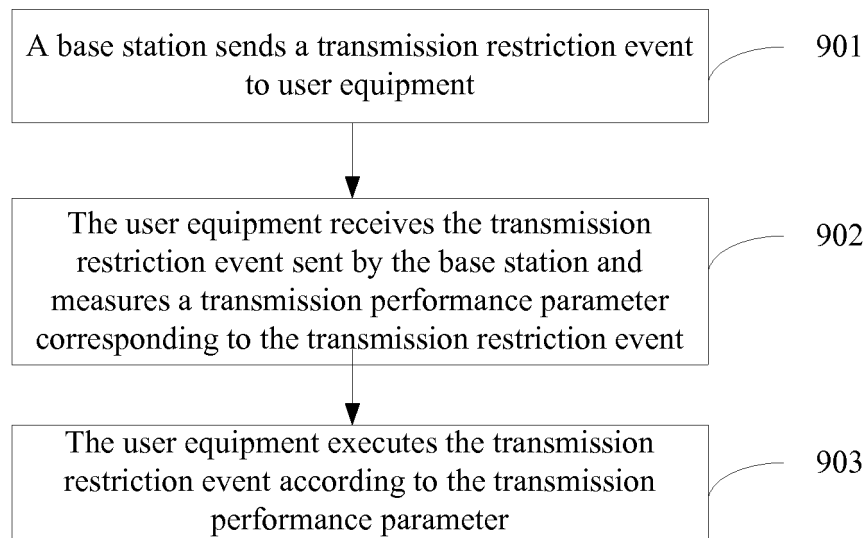 A base station sends a transmission restriction event
to user equipment
901
The user equipment receives the transmission
restriction event sent by the base station and
measures a transmission performance parameter
corresponding to the transmission restriction event
902
The user equipment executes the transmission
restriction event according to the transmission
performance parameter
903